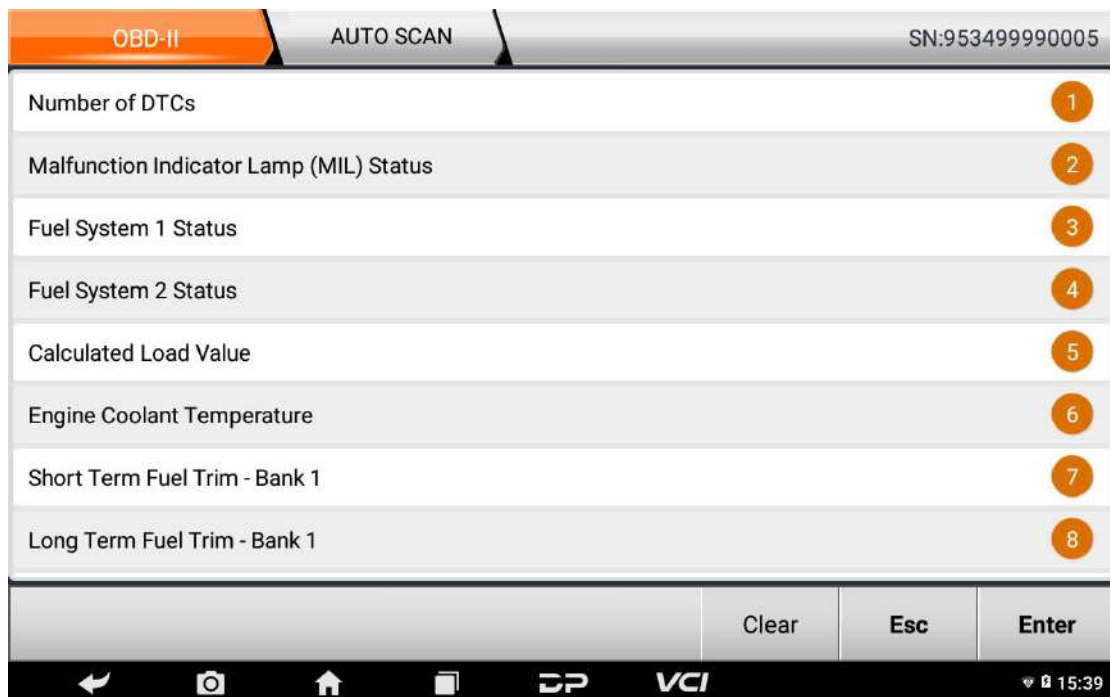 OBD-II
AUTO SCAN
SN:953499990005
Number of DTCs
1
Malfunction Indicator Lamp (MIL) Status
2
Fuel System 1 Status
3
Fuel System 2 Status
4
Calculated Load Value
5
Engine Coolant Temperature
6
Short Term Fuel Trim - Bank 1
7
Long Term Fuel Trim - Bank 1
8
Clear
Esc
Enter
DP
VCI
15:39